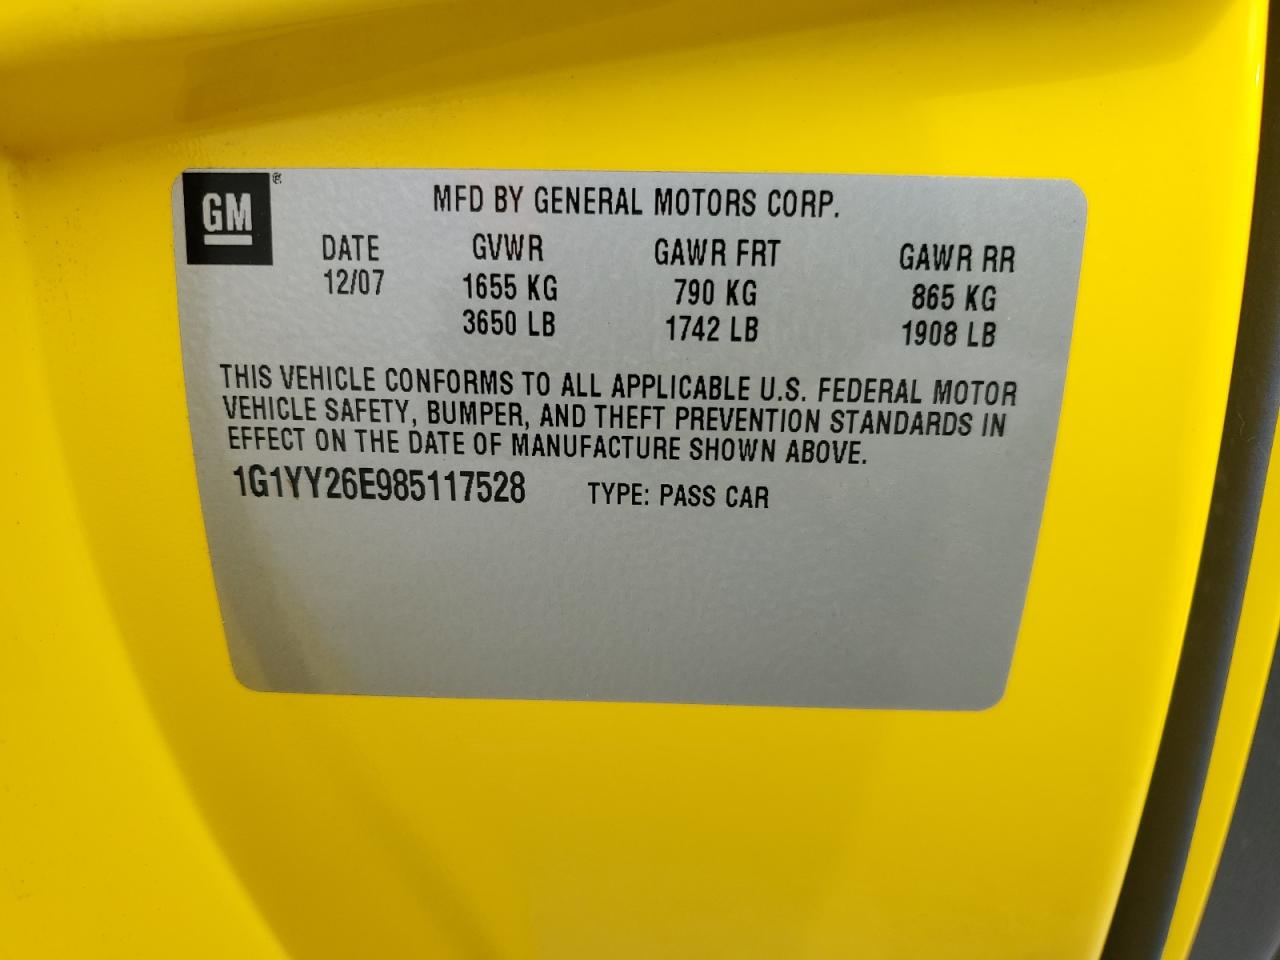 GM®
MFD BY GENERAL MOTORS CORP.
DATE GVWR GAWR FRT GAWR RR
12/07 1655 KG 790 KG 865 KG
3650 LB 1742 LB 1908 LB
THIS VEHICLE CONFORMS TO ALL APPLICABLE U.S. FEDERAL MOTOR
VEHICLE SAFETY, BUMPER, AND THEFT PREVENTION STANDARDS IN
EFFECT ON THE DATE OF MANUFACTURE SHOWN ABOVE.
1G1YY26E985117528 TYPE: PASS CAR